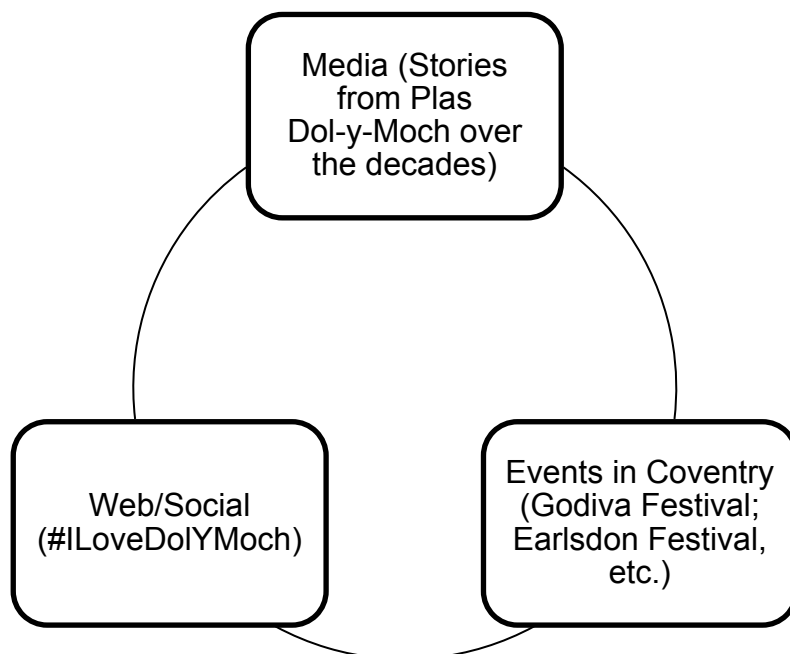 Media (Stories
from Plas
Dol-y-Moch over
the decades)
Web/Social
(#ILoveDolYMoch)
Events in Coventry
(Godiva Festival;
Earlsdon Festival,
etc.)